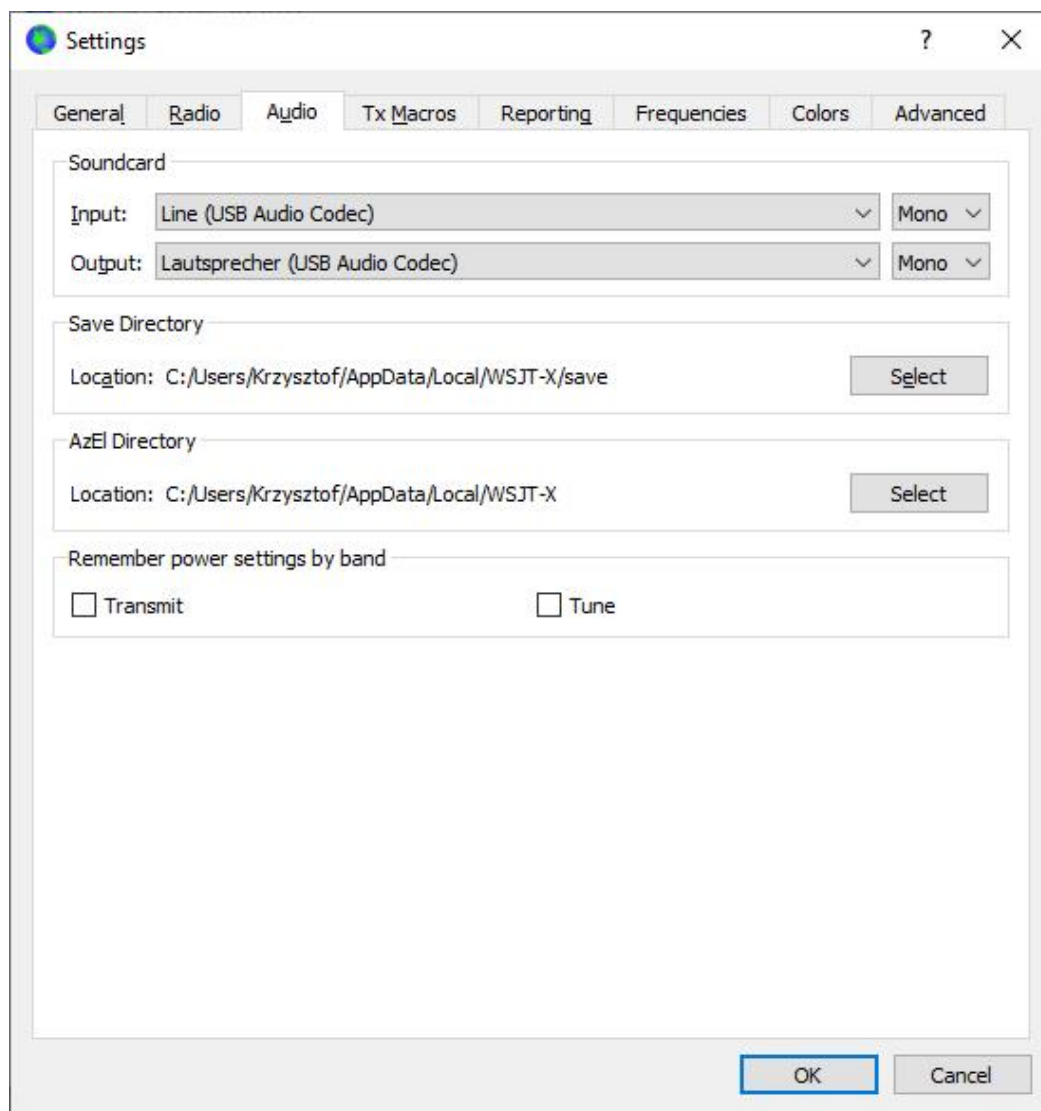 Settings ?
General Radio Audio Tx Macros Reporting Frequencies Colors Advanced
Soundcard
Input: Line (USB Audio Codec) Mono
Output: Lautsprecher (USB Audio Codec) Mono
Save Directory
Location: C:/Users/Krzysztof/AppData/Local/WSJT-X/save Select
AzEl Directory
Location: C:/Users/Krzysztof/AppData/Local/WSJT-X Select
Remember power settings by band
Transmit Tune
OK Cancel